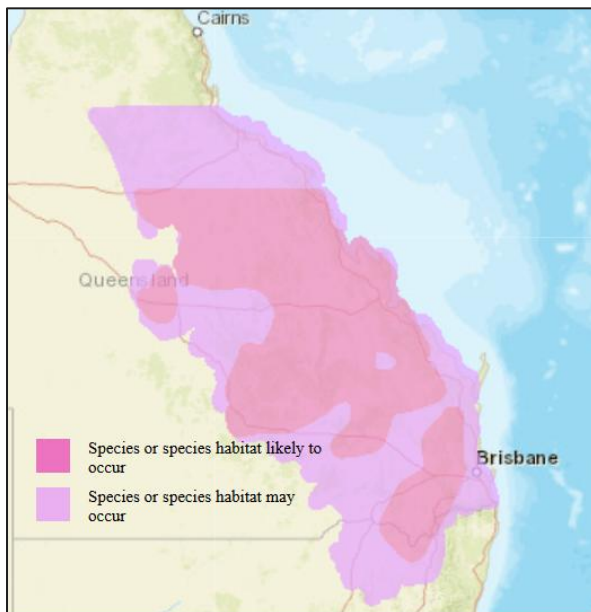 Cairns
Queensland
Species or species habitat likely to
occur
Species or species habitat may
occur
Brisbane